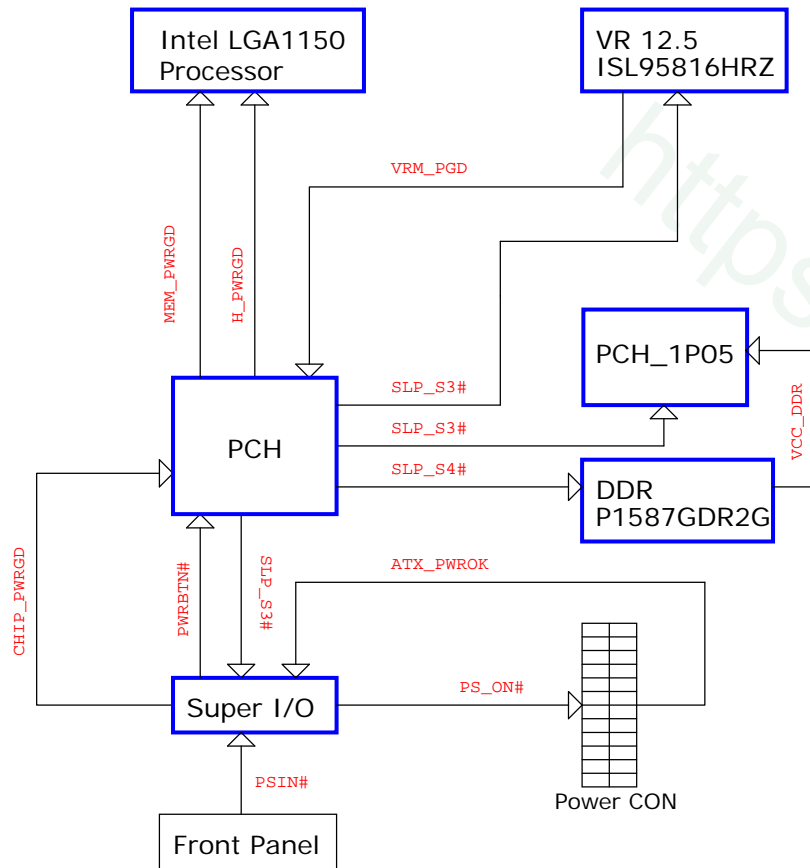 Intel LGA1150
Processor
VR 12.5
ISL95816HRZ
https
VRM_PGD
MEM_PWRGD
H_PWRGD
PCH_1P05
SLP_S3#
SLP_S3#
VCC_DDR
PCH
SLP_S4#
DDR
P1587GDR2G
CHIP_PWRGD
PWRBTN#
SLP_S3#
ATX_PWROK
Super I/O
PS_ON#
PSIN#
Power CON
Front Panel